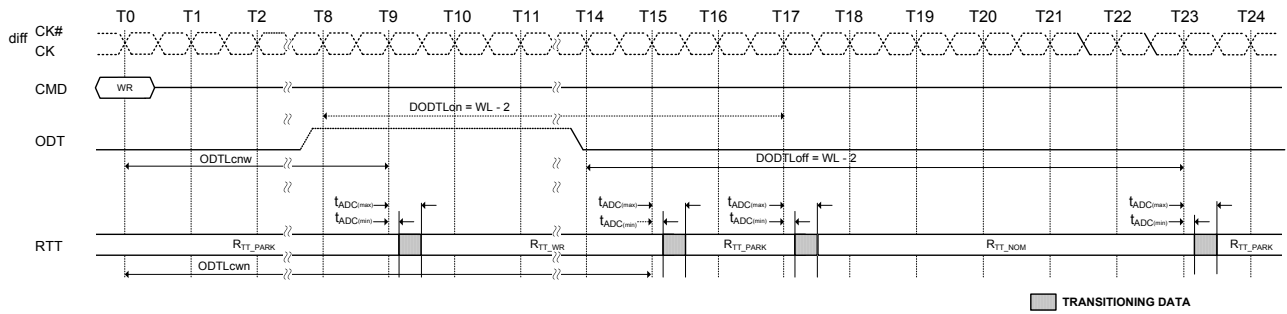 T0 T1 T2 T8 T9 T10 T11 T14 T15 T16 T17 T18 T19 T20 T21 T22 T23 T24
diff CK#
CK
CMD WR
DODTLon = WL - 2
ODT
ODTLcnw DODTLoff = WL - 2
tADC(max) tADC(max) tADC(max) tADC(max)
tADC(min) tADC(min) tADC(min) tADC(min)
RTT RTT_PARK RTT_WR RTT_PARK RTT_NOM RTT_PARK
ODTLcwn
TRANSITIONING DATA